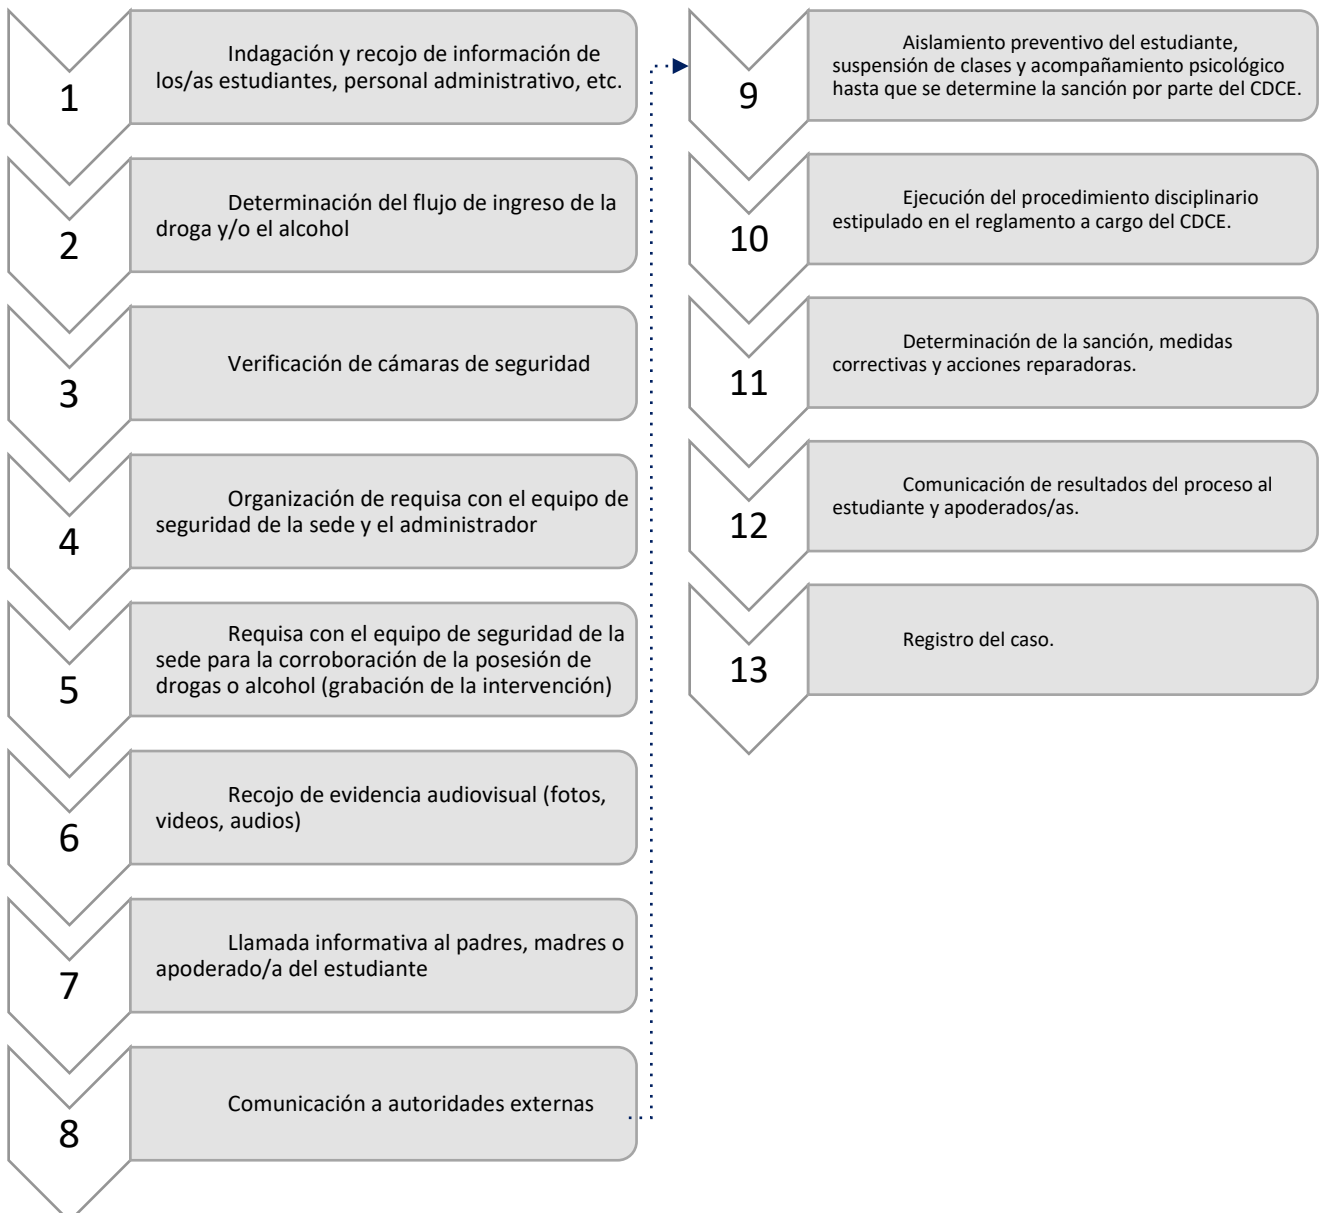 1
Indagación y recojo de información de
los/as estudiantes, personal administrativo, etc.
2
Determinación del flujo de ingreso de la
droga y/o el alcohol
3
Verificación de cámaras de seguridad
4
Organización de requisa con el equipo de
seguridad de la sede y el administrador
5
Requisa con el equipo de seguridad de la
sede para la corroboración de la posesión de
drogas o alcohol (grabación de la intervención)
6
Recojo de evidencia audiovisual (fotos,
videos, audios)
7
Llamada informativa al padres, madres o
apoderado/a del estudiante
8
Comunicación a autoridades externas
9
Aislamiento preventivo del estudiante,
suspensión de clases y acompañamiento psicológico
hasta que se determine la sanción por parte del CDCE.
10
Ejecución del procedimiento disciplinario
estipulado en el reglamento a cargo del CDCE.
11
Determinación de la sanción, medidas
correctivas y acciones reparadoras.
12
Comunicación de resultados del proceso al
estudiante y apoderados/as.
13
Registro del caso.